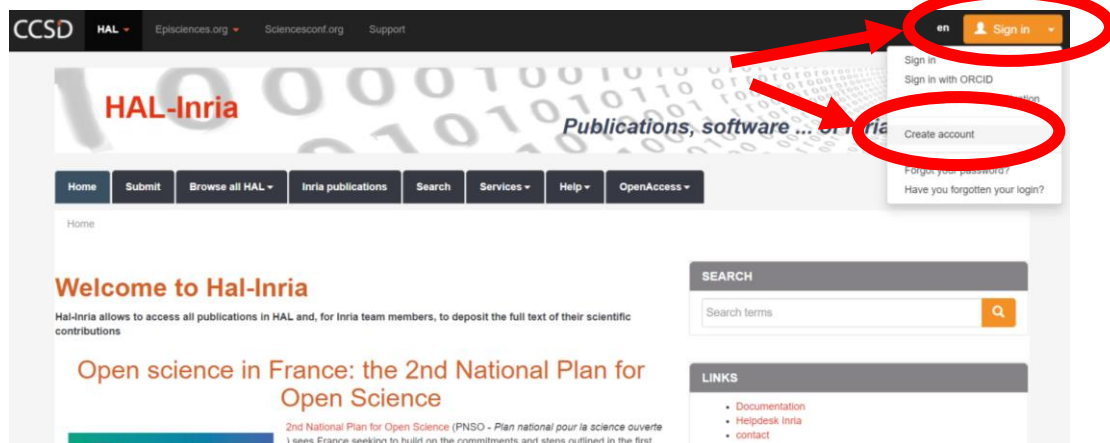 CCSD HAL Episciences.org Sciencesconf.org Support en Sign in
Sign in
Sign in with ORCID
Create account
Forgot your password?
Have you forgotten your login?
HAL-Inria
Publications, software ... of Inria
Home Submit Browse all HAL Inria publications Search Services Help OpenAccess
Home
Welcome to Hal-Inria
Hal-Inria allows to access all publications in HAL and, for Inria team members, to deposit the full text of their scientific
contributions
Open science in France: the 2nd National Plan for
Open Science
2nd National Plan for Open Science (PNSO - Plan national pour la science ouverte
) sees France seeking to build on the commitments and steps outlined in the first
SEARCH
Search terms
LINKS
Documentation
Helpdesk Inria
contact